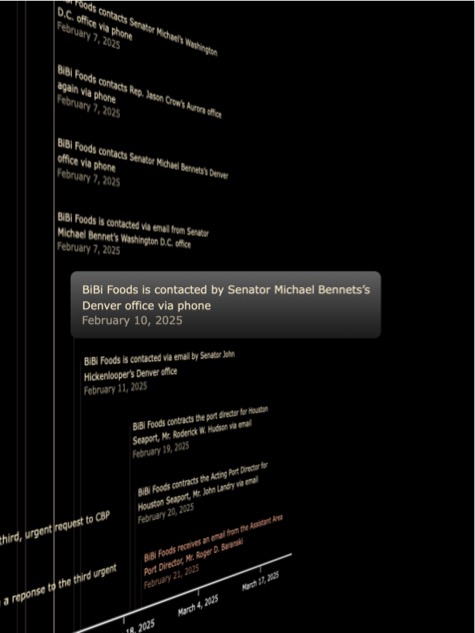 Foods contacts Senator Michael's Washington
D.C. office via phone
February 7, 2025
BiBi Foods contacts Rep. Jason Crow's Aurora office
again via phone
February 7, 2025
BiBi Foods contacts Senator Michael Bennets's Denver
office via phone
February 7, 2025
BiBi Foods is contacted via email from Senator
Michael Bennet's Washington D.C. office
February 7, 2025
BiBi Foods is contacted by Senator Michael Bennets's
Denver office via phone
February 10, 2025
BiBi Foods is contacted via email by Senator John
Hickenlooper's Denver office
February 11, 2025
BiBi Foods contracts the port director for Houston
Seaport, Mr. Roderick W. Hudson via email
February 19, 2025
BiBi Foods contracts the Acting Port Director for
Houston Seaport, Mr. John Landry via email
February 20, 2025
third, urgent request to CBP
BiBi Foods receives an email from the Assistant Area
Port Director, Mr. Roger D. Baranski
February 21, 2025
a reponse to the third urgent
18, 2025
March 4, 2025
March 17, 2025